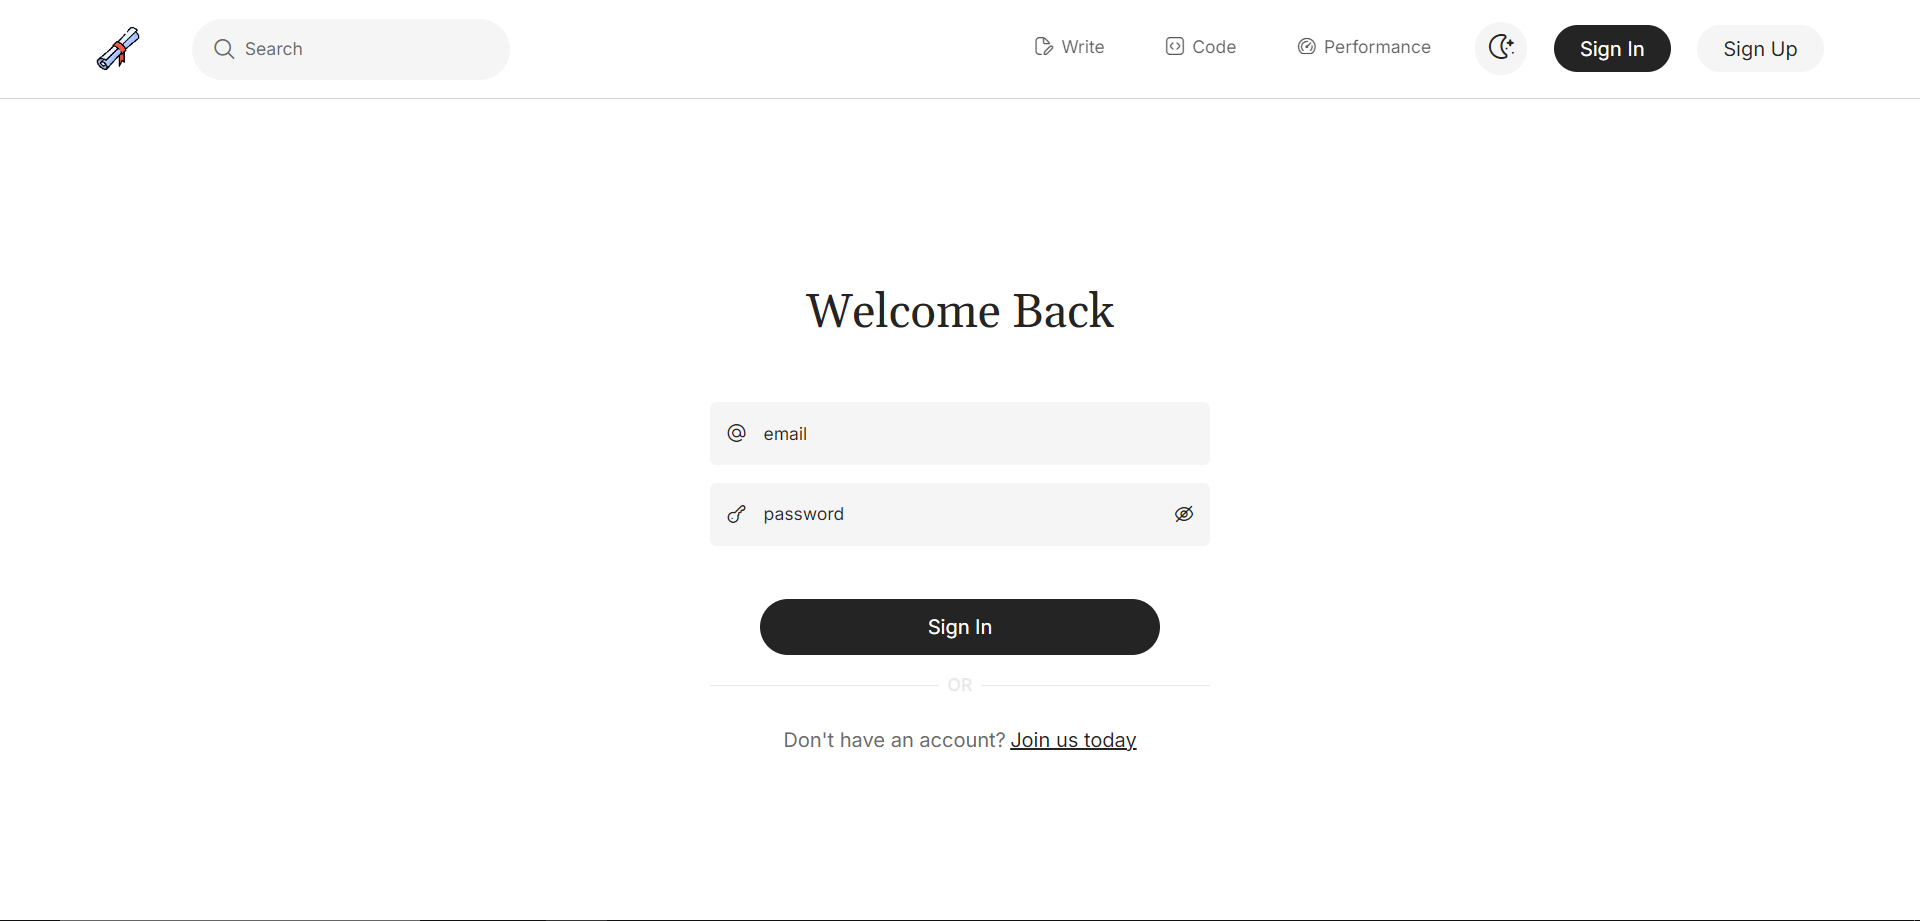 Search
Write
Code
Performance
Sign In
Sign Up
Welcome Back
email
password
Sign In
OR
Don't have an account? Join us today